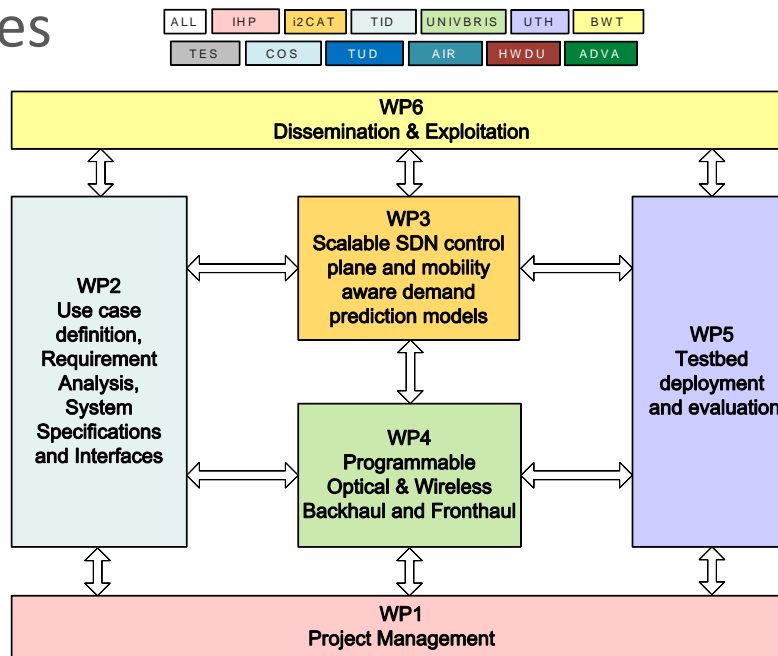 es
ALL IHP i2CAT TID UNIVBRIS UTH BWT
TES COS TUD AIR HWDU ADVA
WP6
Dissemination & Exploitation
WP2
Use case
definition,
Requirement
Analysis,
System
Specifications
and Interfaces
WP3
Scalable SDN control
plane and mobility
aware demand
prediction models
WP4
Programmable
Optical & Wireless
Backhaul and Fronthaul
WP5
Testbed
deployment
and evaluation
WP1
Project Management